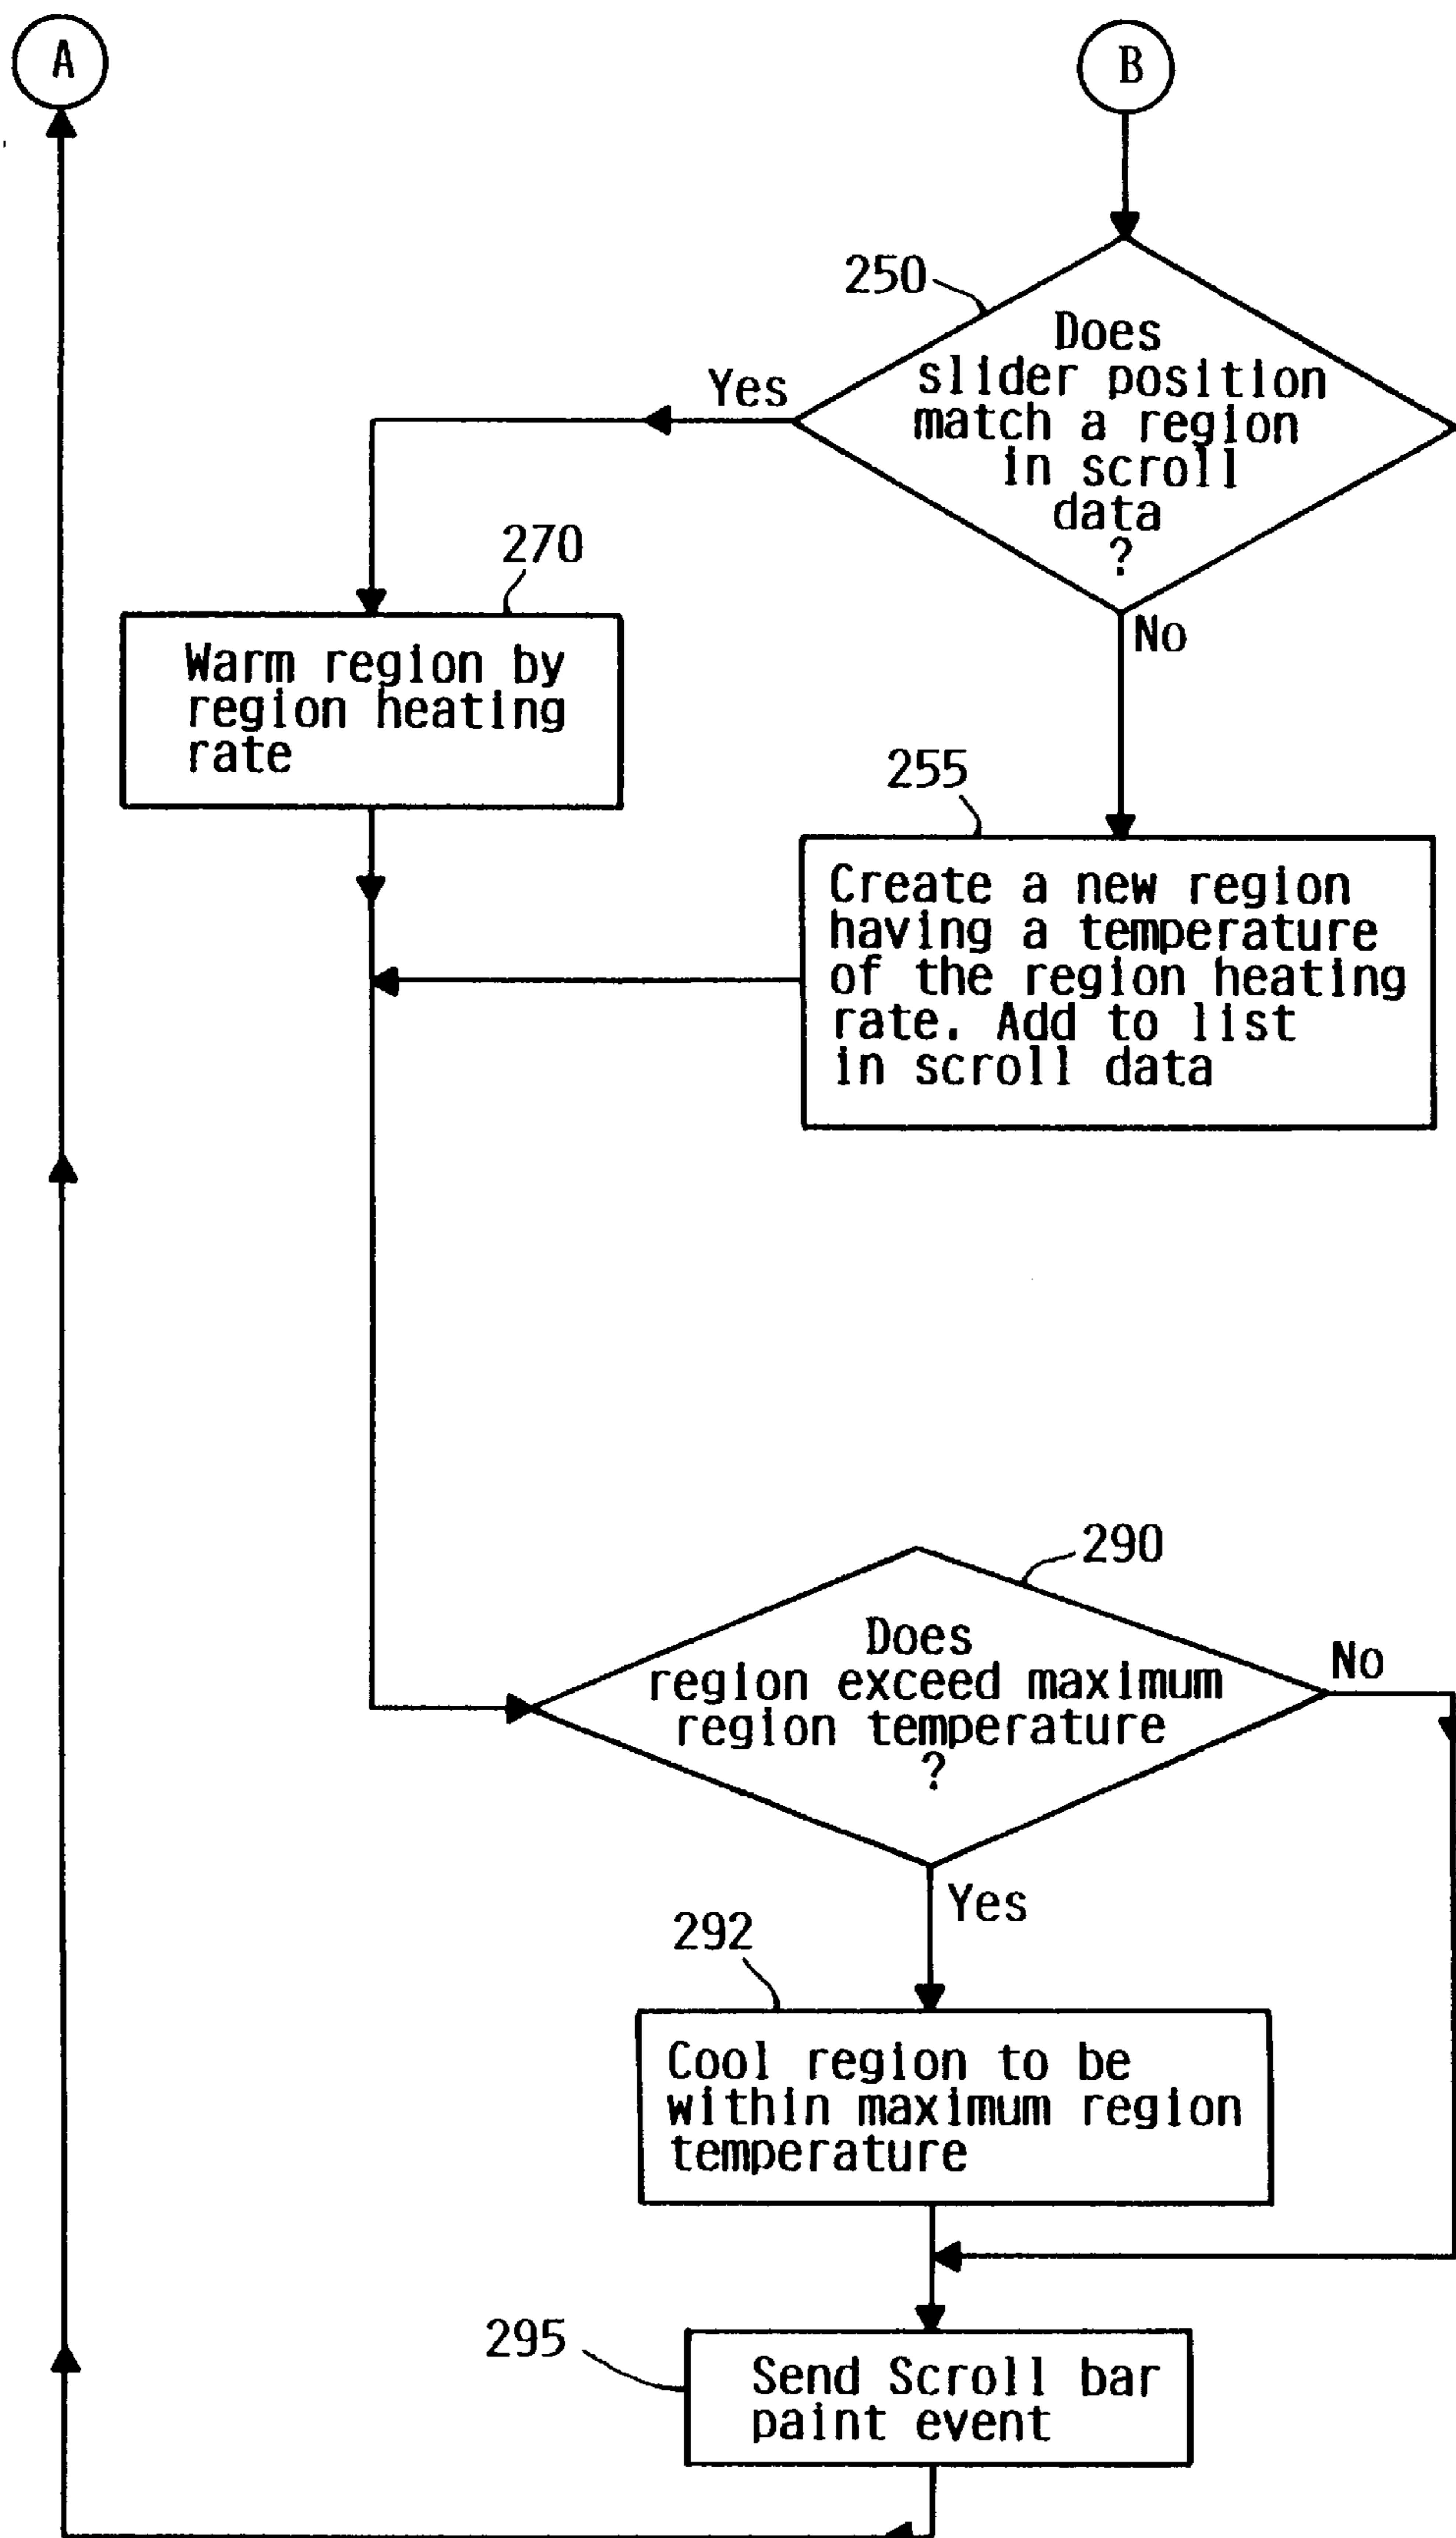 A
B
250
Does
slider position
match a region
in scroll
data
?
Yes
No
270
Warm region by
region heating
rate
255
Create a new region
having a temperature
of the region heating
rate. Add to list
in scroll data
290
Does
region exceed maximum
region temperature
?
No
Yes
292
Cool region to be
within maximum region
temperature
295
Send Scroll bar
paint event